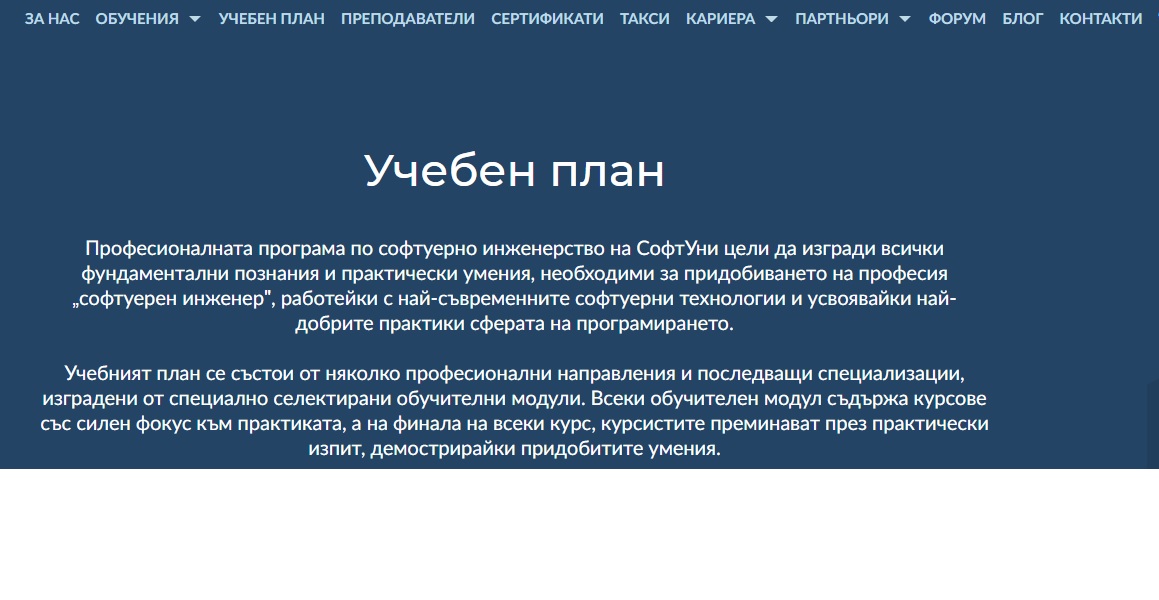 ЗА НАС ОБУЧЕНИЯ УЧЕБЕН ПЛАН ПРЕПОДАВАТЕЛИ СЕРТИФИКАТИ ТАКСИ КАРИЕРА ПАРТНЬОРИ ФОРУМ БЛОГ КОНТАКТИ
Учебен план
Професионалната програма по софтуерно инженерство на СофтУни цели да изгради всички
фундаментални познания и практически умения, необходими за придобиването на професия
„софтуерен инженер", работейки с най-съвременните софтуерни технологии и усвоявайки най-
добрите практики сферата на програмирането.
Учебният план се състои от няколко професионални направления и последващи специализации,
изградени от специално селектирани обучителни модули. Всеки обучителен модул съдържа курсове
със силен фокус към практиката, а на финала на всеки курс, курсистите преминават през практически
изпит, демострирайки придобитите умения.